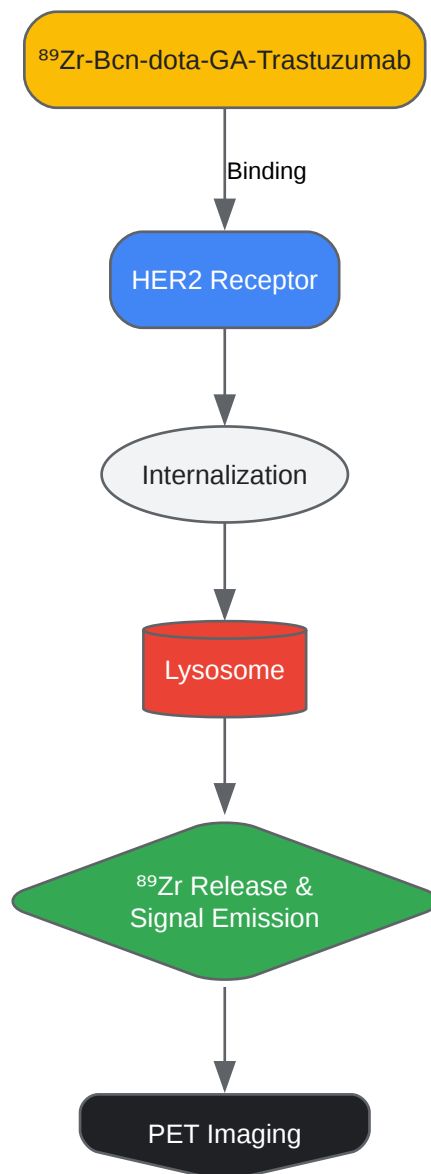 ⁸⁹Zr-Bcn-dota-GA-Trastuzumab
Binding
HER2 Receptor
Internalization
Lysosome
⁸⁹Zr Release &
Signal Emission
PET Imaging